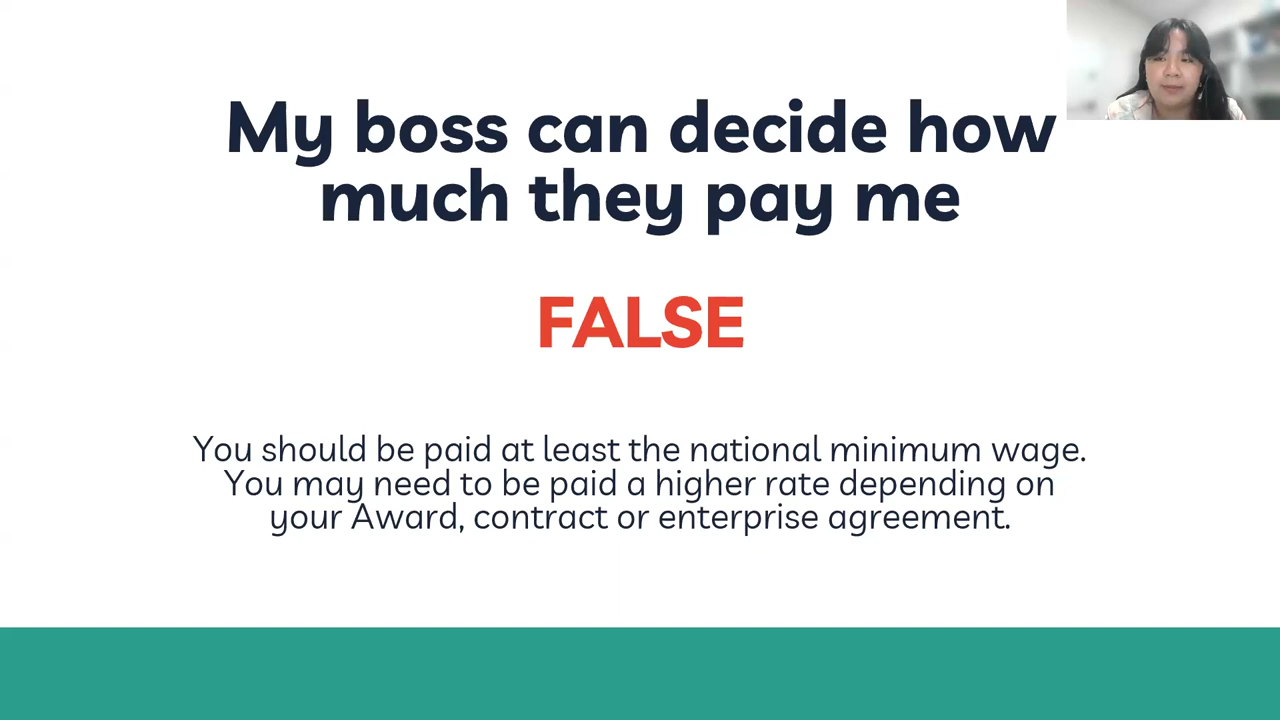 My boss can decide how
much they pay me
FALSE
You should be paid at least the national minimum wage.
You may need to be paid a higher rate depending on
your Award, contract or enterprise agreement.